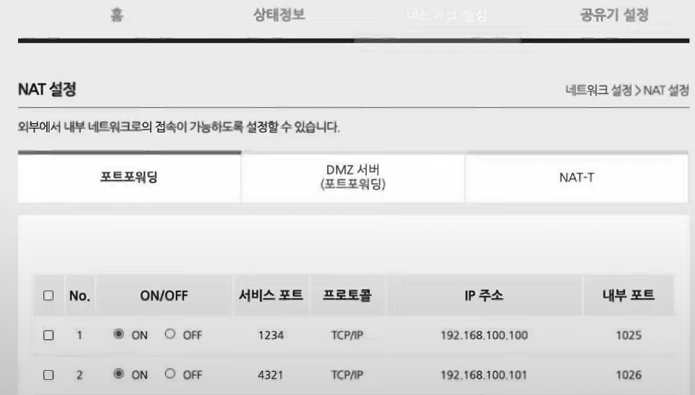 홈 상태정보 네트워크 설정 공유기 설정
NAT 설정 네트워크 설정 > NAT 설정
외부에서 내부 네트워크로의 접속이 가능하도록 설정할 수 있습니다.
포트포워딩 DMZ 서버 NAT-T
(포트포워딩)
No. ON/OFF 서비스 포트 프로토콜 IP 주소 내부 포트
1 ON OFF 1234 TCP/IP 192.168.100.100 1025
2 ON OFF 4321 TCP/IP 192.168.100.101 1026